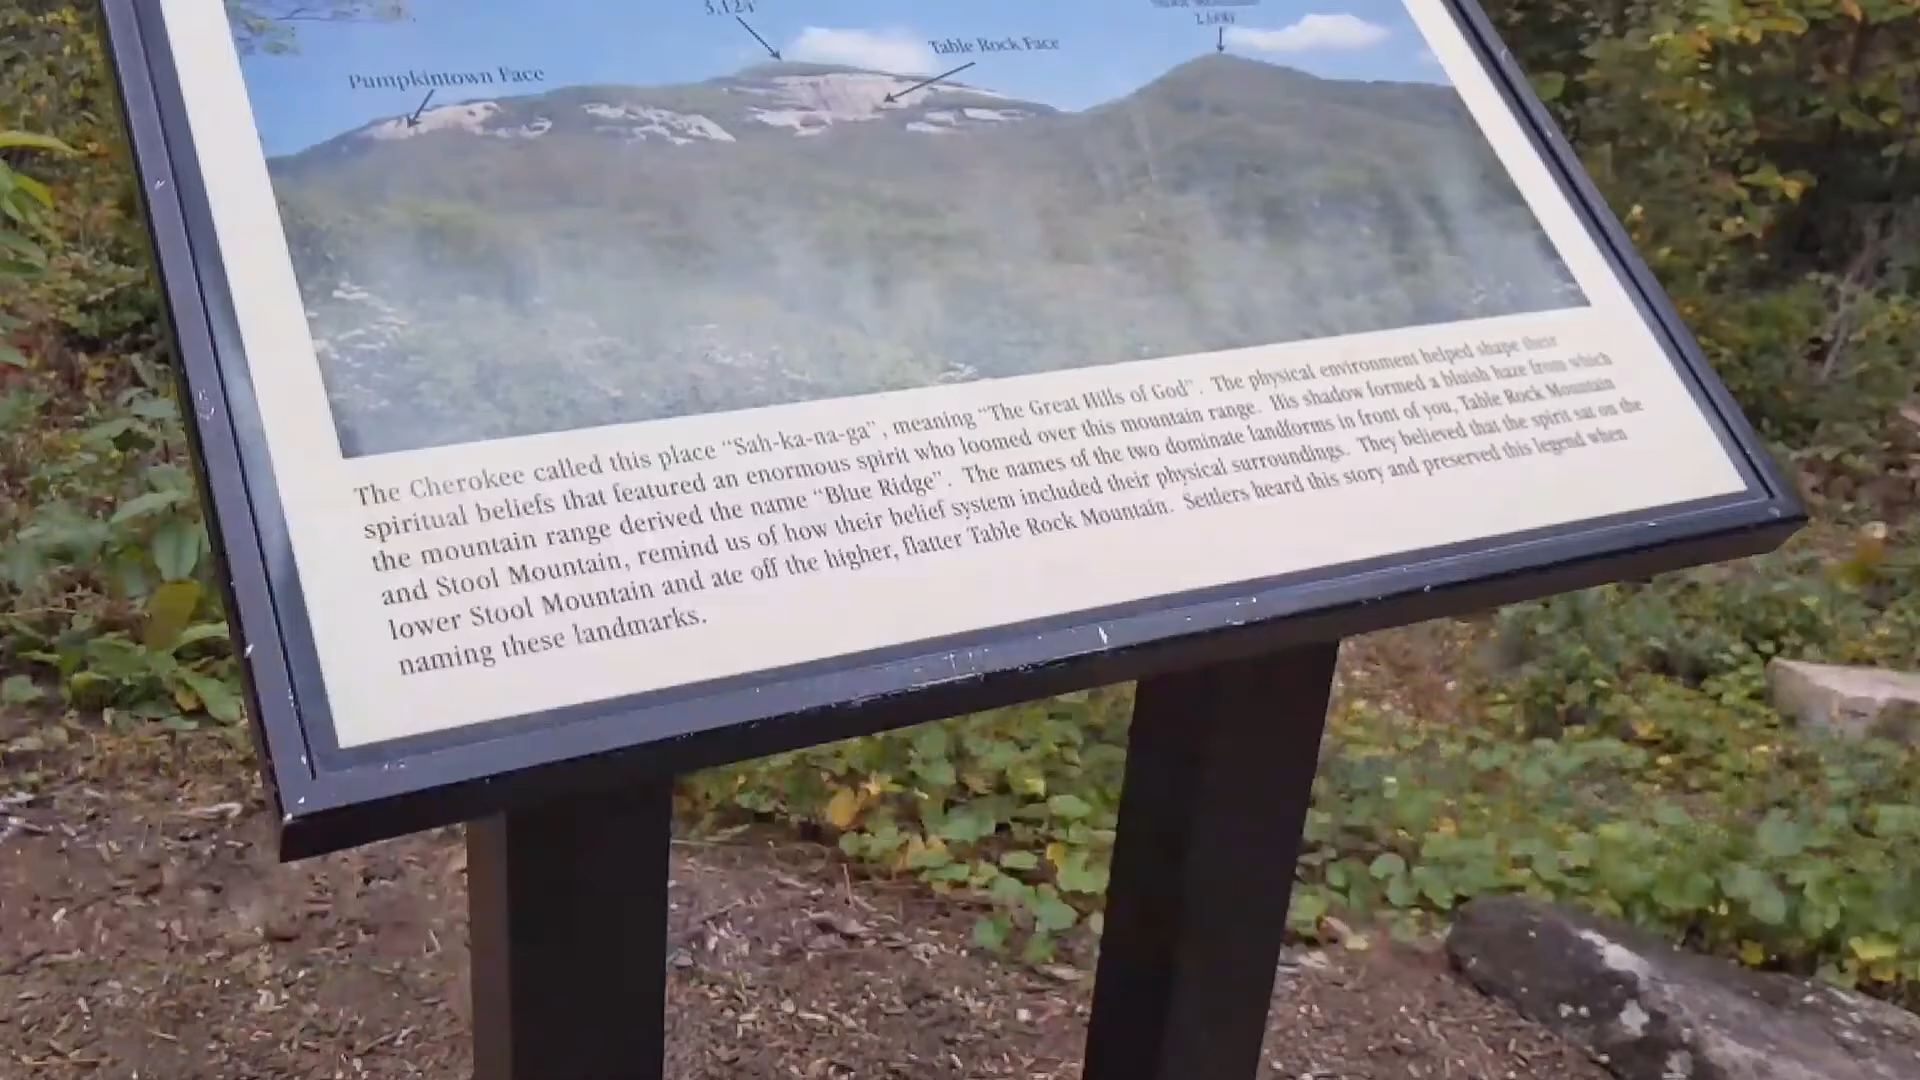 3,124'
Pumpkintown Face
Table Rock Face
The Cherokee called this place “Sah-ka-na-ga”, meaning “The Great Hills of God”. The physical environment helped shape their
spiritual beliefs that featured an enormous spirit who loomed over this mountain range. His shadow formed a bluish haze from which
the mountain range derived the name “Blue Ridge”. The names of the two dominate landforms in front of you, Table Rock Mountain
and Stool Mountain, remind us of how their belief system included their physical surroundings. They believed that the spirit sat on the
lower Stool Mountain and ate off the higher, flatter Table Rock Mountain. Settlers heard this story and preserved this legend when
naming these landmarks.